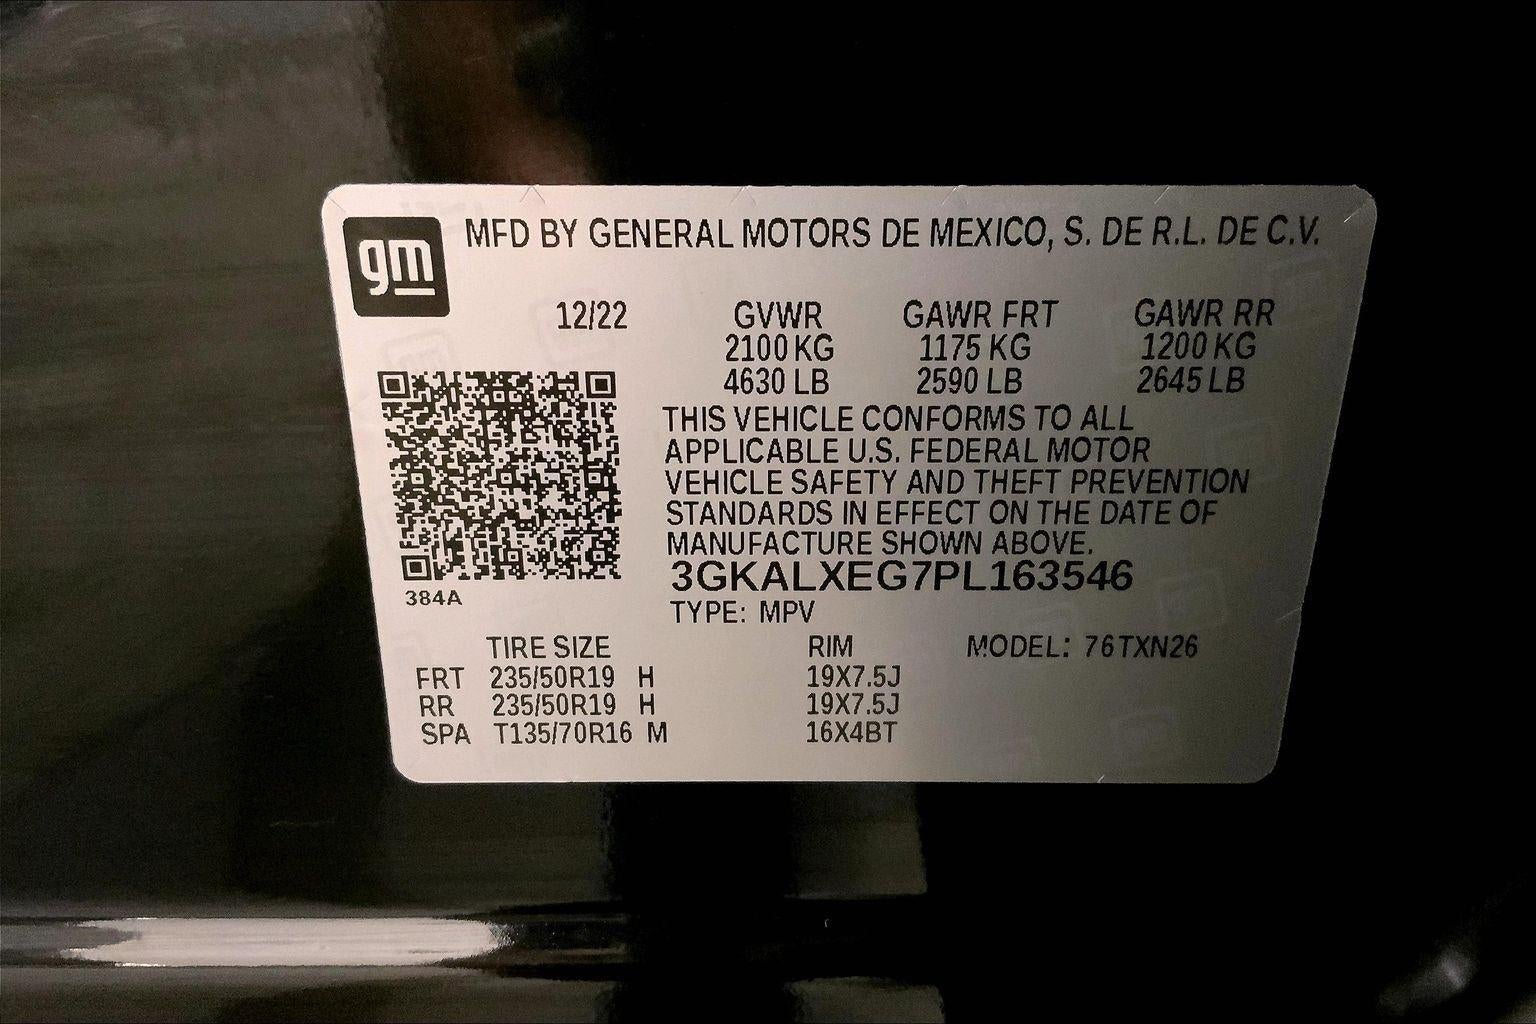 gm
MFD BY GENERAL MOTORS DE MEXICO, S. DE R.L. DE C.V.
12/22 GVWR GAWR FRT GAWR RR
2100 KG 1175 KG 1200 KG
4630 LB 2590 LB 2645 LB
THIS VEHICLE CONFORMS TO ALL
APPLICABLE U.S. FEDERAL MOTOR
VEHICLE SAFETY AND THEFT PREVENTION
STANDARDS IN EFFECT ON THE DATE OF
MANUFACTURE SHOWN ABOVE.
3GKALXEG7PL163546
384A
TYPE: MPV
TIRE SIZE RIM MODEL: 76TXN26
FRT 235/50R19 H 19X7.5J
RR 235/50R19 H 19X7.5J
SPA T135/70R16 M 16X4BT